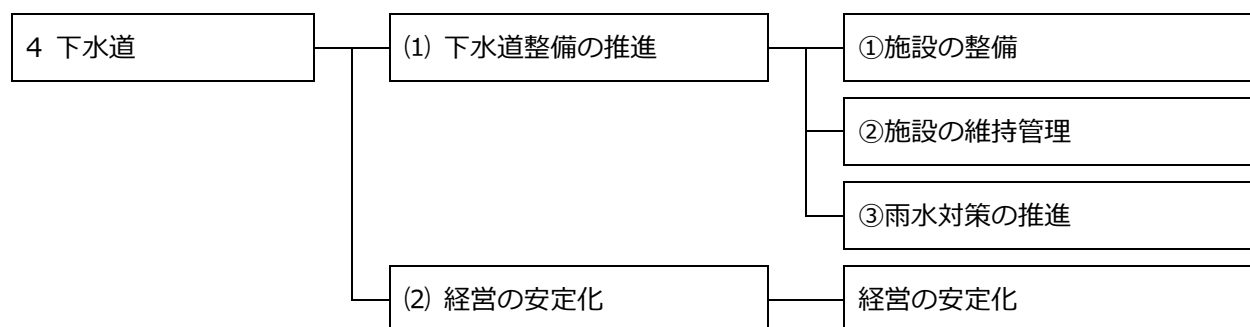 4 下水道
⑴ 下水道整備の推進
①施設の整備
②施設の維持管理
③雨水対策の推進
⑵ 経営の安定化
経営の安定化